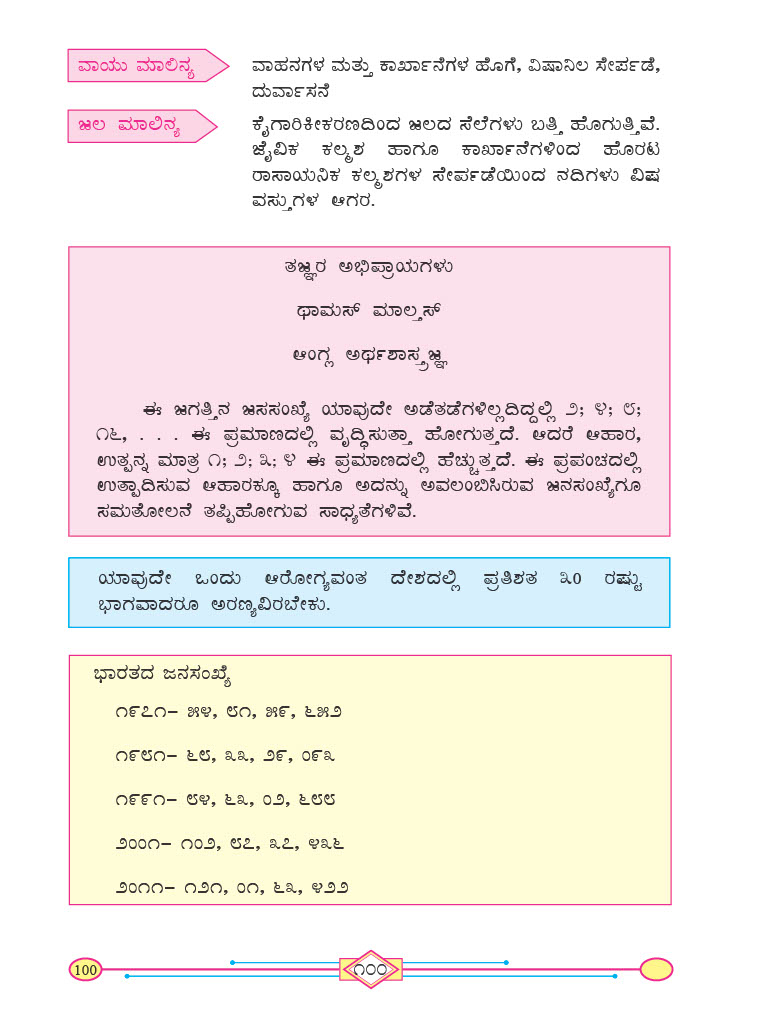 ವಾಯು ಮಾಲಿನ್ಯ
ವಾಹನಗಳ ಮತ್ತು ಕಾರ್ಖಾನೆಗಳ ಹೊಗೆ, ವಿಷಾನಿಲ ಸೇರ್ಪಡೆ,
ದುರ್ವಾಸನೆ
ಜಲ ಮಾಲಿನ್ಯ
ಕೈಗಾರಿಕೀಕರಣದಿಂದ ಜಲದ ಸೆಲೆಗಳು ಬತ್ತಿ ಹೊಗುತ್ತಿವೆ.
ಜೈವಿಕ ಕಲ್ಮಶ ಹಾಗೂ ಕಾರ್ಖಾನೆಗಳಿಂದ ಹೊರಟ
ರಾಸಾಯನಿಕ ಕಲ್ಮಶಗಳ ಸೇರ್ಪಡೆಯಿಂದ ನದಿಗಳು ವಿಷ
ವಸ್ತುಗಳ ಆಗರ.
ತಜ್ಞರ ಅಭಿಪ್ರಾಯಗಳು
ಥಾಮಸ್ ಮಾಲ್ತಸ್
ಆಂಗ್ಲ ಅರ್ಥಶಾಸ್ತ್ರಜ್ಞ
ಈ ಜಗತ್ತಿನ ಜಸಸಂಖ್ಯೆ ಯಾವುದೇ ಅಡೆತಡೆಗಳಿಲ್ಲದಿದ್ದಲ್ಲಿ ೨; ೪; ೮;
೧೬, . . . ಈ ಪ್ರಮಾಣದಲ್ಲಿ ವೃದ್ಧಿಸುತ್ತಾ ಹೋಗುತ್ತದೆ. ಆದರೆ ಆಹಾರ,
ಉತ್ಪನ್ನ ಮಾತ್ರ ೧; ೨; ೩; ೪ ಈ ಪ್ರಮಾಣದಲ್ಲಿ ಹೆಚ್ಚುತ್ತದೆ. ಈ ಪ್ರಪಂಚದಲ್ಲಿ
ಉತ್ಪಾದಿಸುವ ಆಹಾರಕ್ಕೂ ಹಾಗೂ ಅದನ್ನು ಅವಲಂಬಿಸಿರುವ ಜನಸಂಖ್ಯೆಗೂ
ಸಮತೋಲನೆ ತಪ್ಪಿಹೋಗುವ ಸಾಧ್ಯತೆಗಳಿವೆ.
ಯಾವುದೇ ಒಂದು ಆರೋಗ್ಯವಂತ ದೇಶದಲ್ಲಿ ಪ್ರತಿಶತ ೩೦ ರಷ್ಟು
ಭಾಗವಾದರೂ ಅರಣ್ಯವಿರಬೇಕು.
ಭಾರತದ ಜನಸಂಖ್ಯೆ
೧೯೭೧– ೫೪, ೮೧, ೫೯, ೬೫೨
೧೯೮೧– ೬೮, ೩೩, ೨೯, ೦೯೩
೧೯೯೧– ೮೪, ೬೩, ೦೨, ೬೮೮
೨೦೦೧– ೧೦೨, ೮೭, ೩೭, ೪೩೬
೨೦೧೧– ೧೨೧, ೦೧, ೬೩, ೪೨೨
100
೧೦೦